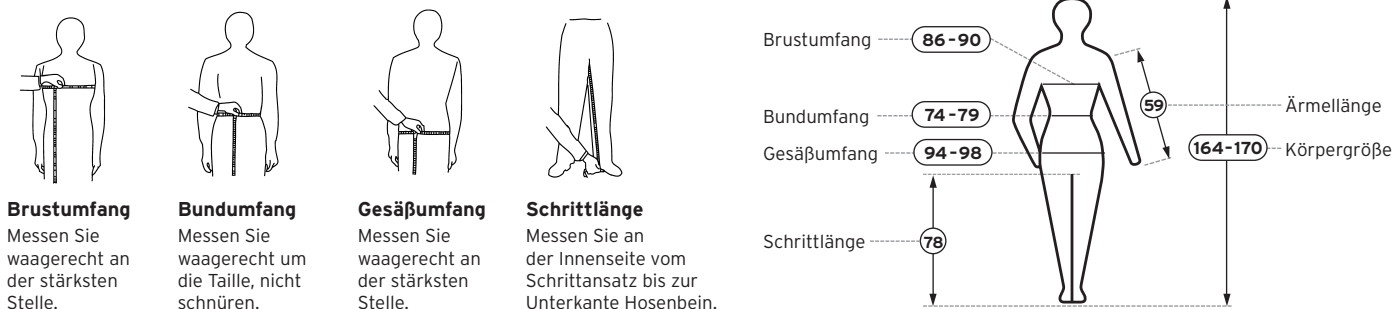 Brustumfang
Messen Sie
waagerecht an
der stärksten
Stelle.
Bundumfang
Messen Sie
waagerecht um
die Taille, nicht
schnüren.
Gesäßumfang
Messen Sie
waagerecht an
der stärksten
Stelle.
Schrittlänge
Messen Sie an
der Innenseite vom
Schrittansatz bis zur
Unterkante Hosenbein.
Brustumfang 86-90
Bundumfang 74-79
Gesäßumfang 94-98
Schrittlänge 78
59 Ärmellänge
164-170 Körpergröße